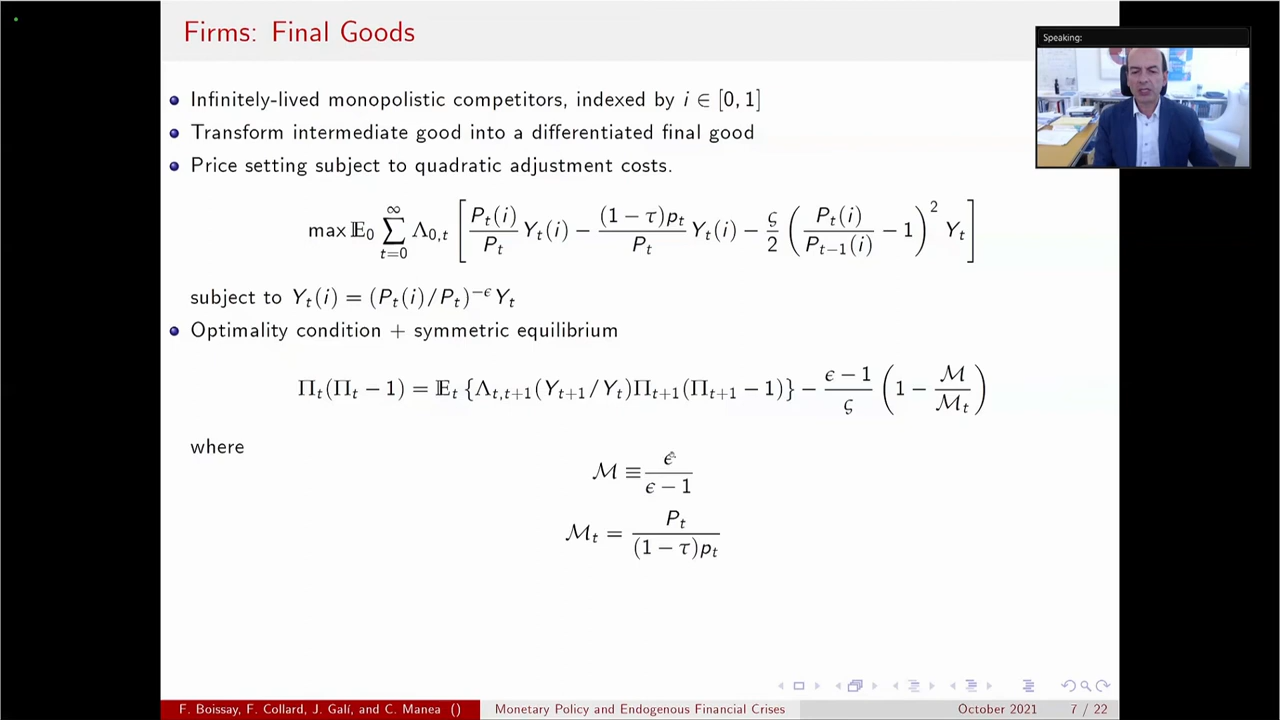 Firms: Final Goods
Speaking:
Infinitely-lived monopolistic competitors, indexed by i ∈ [0, 1]
Transform intermediate good into a differentiated final good
Price setting subject to quadratic adjustment costs.
max 𝔼₀ ∑_{t=0}^{∞} Λ_{0,t} [ P_t(i)/P_t Y_t(i) − (1 − τ)p_t/P_t Y_t(i) − ς/2 ( P_t(i)/P_{t−1}(i) − 1 )² Y_t ]
subject to Y_t(i) = (P_t(i)/P_t)^{−ϵ} Y_t
Optimality condition + symmetric equilibrium
Π_t(Π_t − 1) = 𝔼_t {Λ_{t,t+1}(Y_{t+1}/Y_t)Π_{t+1}(Π_{t+1} − 1)} − (ϵ − 1)/ς ( 1 − ℳ/ℳ_t )
where
ℳ ≡ ϵ/(ϵ − 1)
ℳ_t = P_t/((1 − τ)p_t)
F. Boissay, F. Collard, J. Galí, and C. Manea () Monetary Policy and Endogenous Financial Crises October 2021 7 / 22